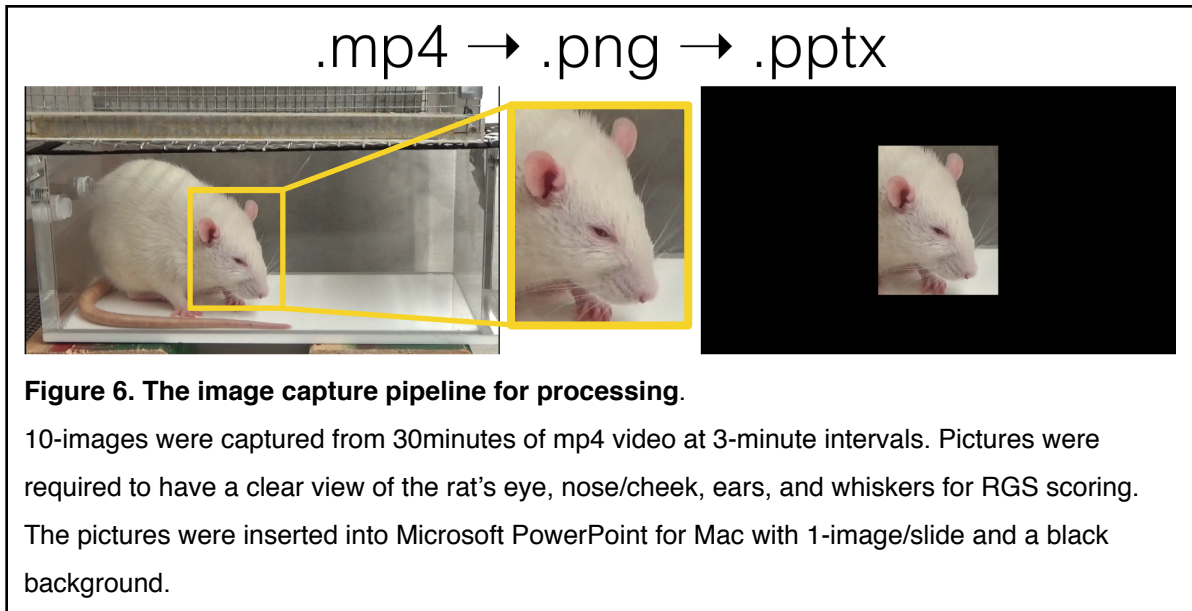 .mp4 → .png → .pptx
Figure 6. The image capture pipeline for processing.
10-images were captured from 30minutes of mp4 video at 3-minute intervals. Pictures were
required to have a clear view of the rat's eye, nose/cheek, ears, and whiskers for RGS scoring.
The pictures were inserted into Microsoft PowerPoint for Mac with 1-image/slide and a black
background.